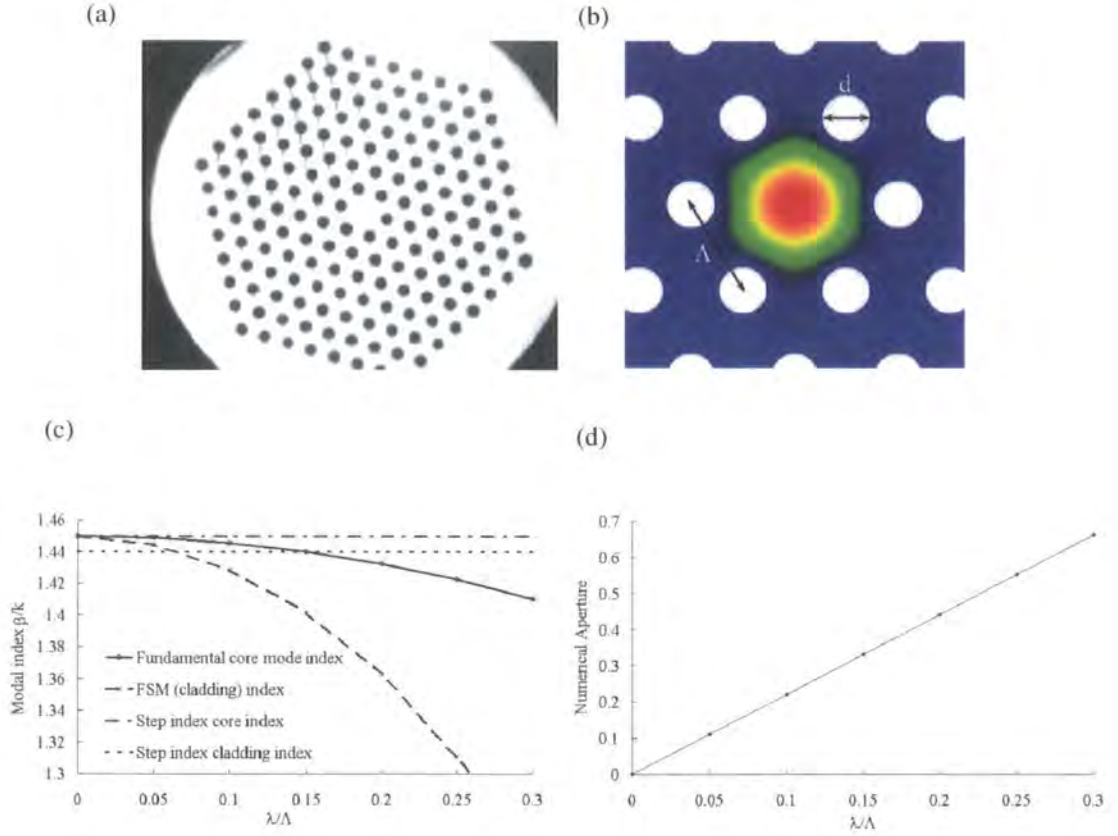 (a)
(b)
d
Λ
(c)
(d)
Modal index β/k
1.46
1.44
1.42
1.4
1.38
1.36
1.34
1.32
1.3
Fundamental core mode index
FSM (cladding) index
Step index core index
Step index cladding index
0 0.05 0.1 0.15 0.2 0.25 0.3
λ/Λ
Numerical Aperture
0.7
0.6
0.5
0.4
0.3
0.2
0.1
0
0 0.05 0.1 0.15 0.2 0.25 0.3
λ/Λ